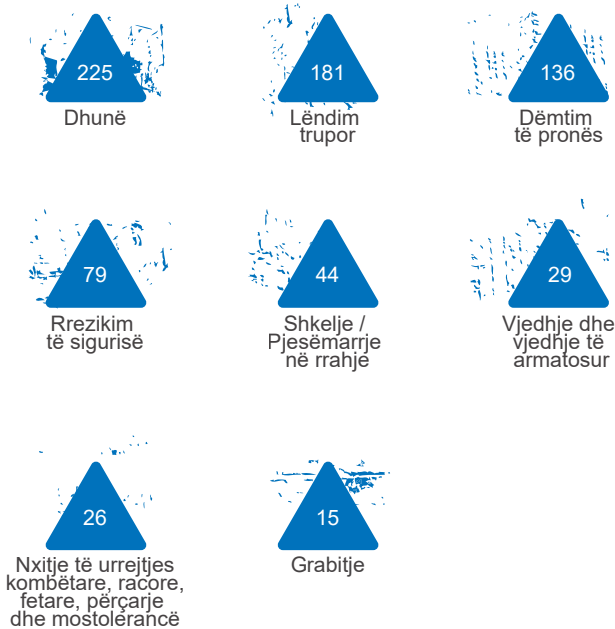 225
Dhunë
181
Lëndim
trupor
136
Dëmtim
të pronës
79
Rrezikim
të sigurisë
44
Shkelje /
Pjesëmarrje
në rrahje
29
Vjedhje dhe
vjedhje të
armatosur
26
Nxitje të urrejtjes
kombëtare, racore,
fetare, përçarje
dhe mostolerancë
15
Grabitje